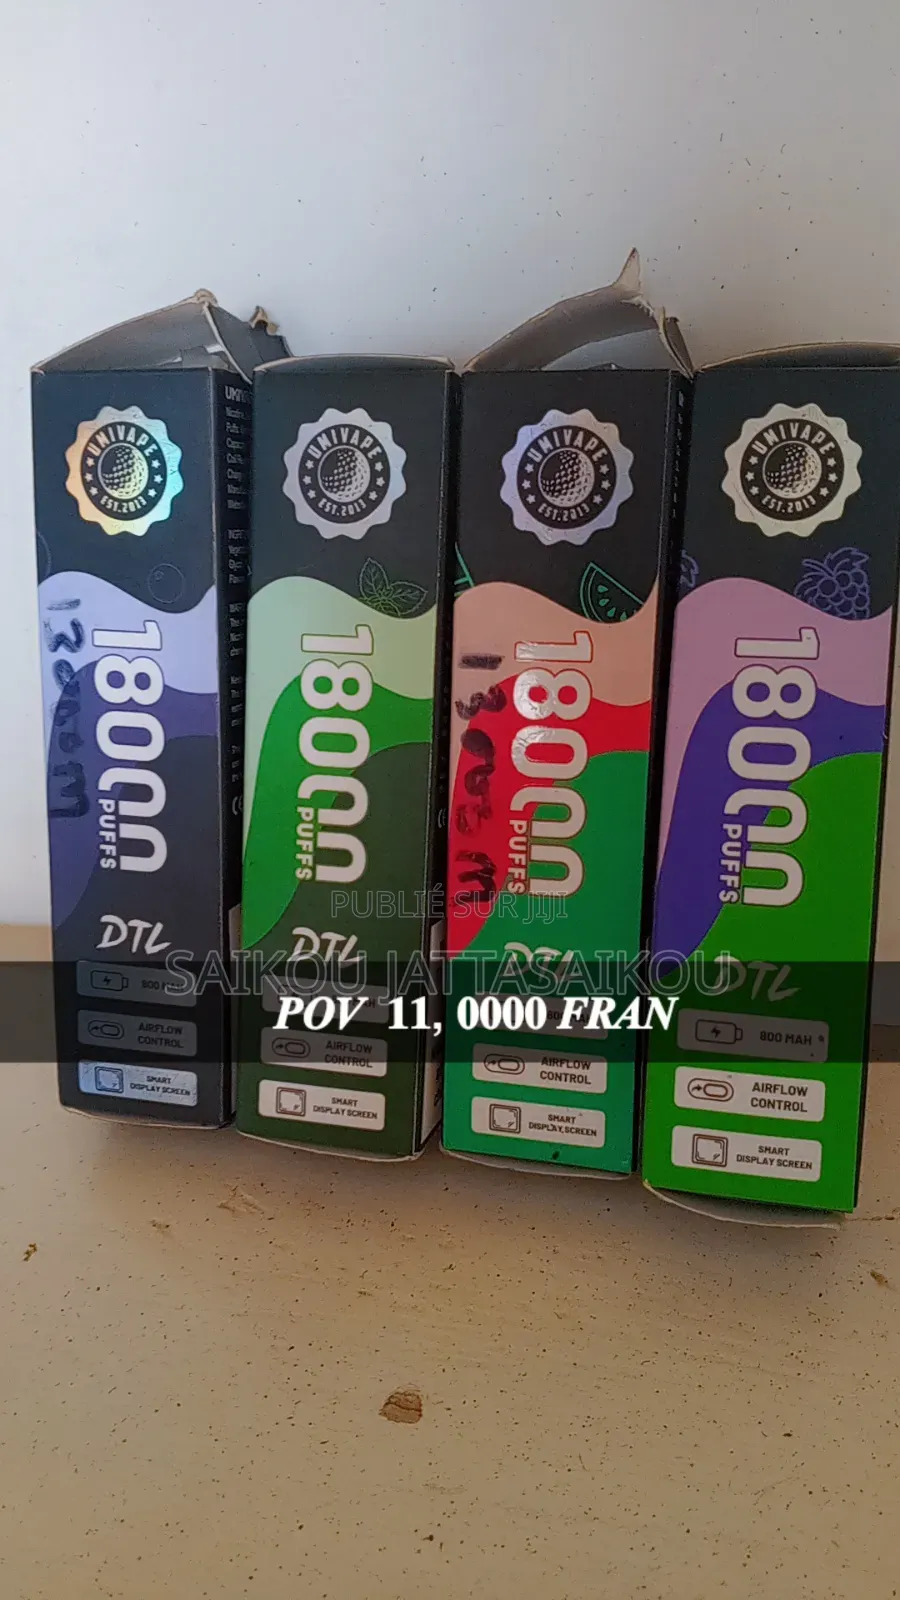 UMIVAPE
EST.2013
18000
PUFFS
DTL
800 MAH
AIRFLOW
CONTROL
SMART
DISPLAY SCREEN
UMIVAPE
EST.2013
18000
PUFFS
DTL
AIRFLOW
CONTROL
SMART
DISPLAY SCREEN
UMIVAPE
EST.2013
18000
PUFFS
DTL
AIRFLOW
CONTROL
SMART
DISPLAY SCREEN
UMIVAPE
EST.2013
18000
PUFFS
DTL
800 MAH
AIRFLOW
CONTROL
SMART
DISPLAY SCREEN
PUBLIÉ SUR JIJI
SAIKOU JATTASAIKOU
POV 11, 0000 FRAN